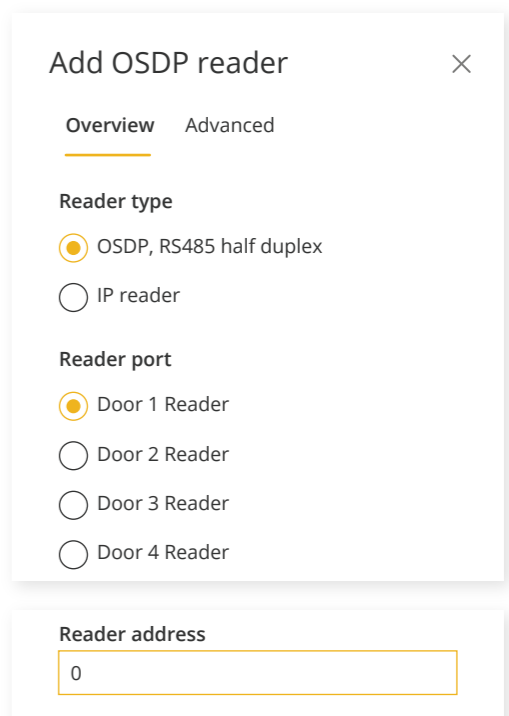 Add OSDP reader
Overview Advanced
Reader type
OSDP, RS485 half duplex
IP reader
Reader port
Door 1 Reader
Door 2 Reader
Door 3 Reader
Door 4 Reader
Reader address
0